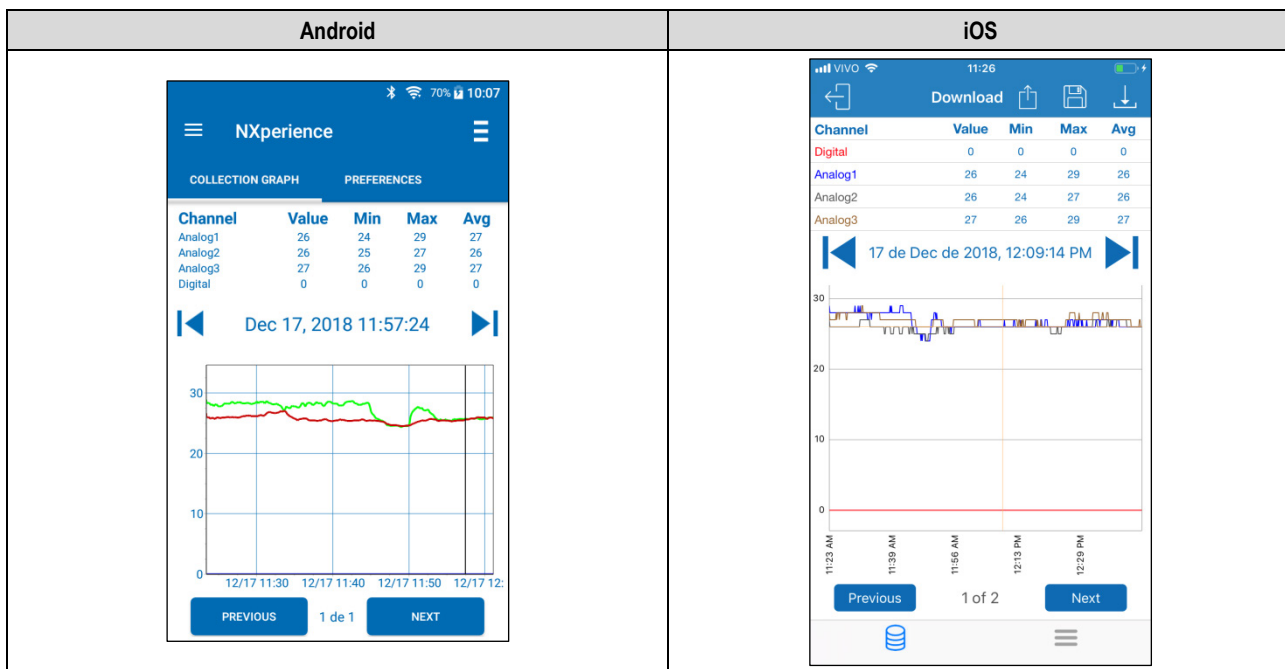 Android
iOS
70% 10:07
NXperience
COLLECTION GRAPH PREFERENCES
Channel Value Min Max Avg
Analog1 26 24 29 27
Analog2 26 25 27 26
Analog3 27 26 29 27
Digital 0 0 0 0
Dec 17, 2018 11:57:24
30
20
10
0
12/17 11:30 12/17 11:40 12/17 11:50 12/17 12:
PREVIOUS 1 de 1 NEXT
VIVO 11:26
Download
Channel Value Min Max Avg
Digital 0 0 0 0
Analog1 26 24 29 26
Analog2 26 24 27 26
Analog3 27 26 29 27
17 de Dec de 2018, 12:09:14 PM
30
20
10
0
11:23 AM 11:39 AM 11:56 AM 12:13 PM 12:29 PM
Previous 1 of 2 Next